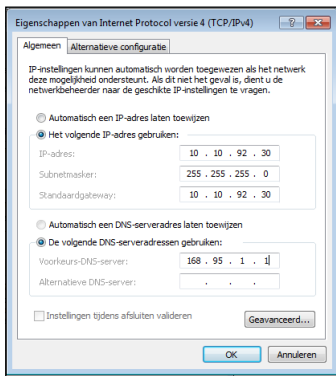 Eigenschappen van Internet Protocol versie 4 (TCP/IPv4)
Algemeen Alternatieve configuratie
IP-instellingen kunnen automatisch worden toegewezen als het netwerk
deze mogelijkheid ondersteunt. Als dit niet het geval is, dient u de
netwerkbeheerder naar de geschikte IP-instellingen te vragen.
Automatisch een IP-adres laten toewijzen
Het volgende IP-adres gebruiken:
IP-adres: 10 . 10 . 92 . 30
Subnetmasker: 255 . 255 . 255 . 0
Standaardgateway: 10 . 10 . 92 . 30
Automatisch een DNS-serveradres laten toewijzen
De volgende DNS-serveradressen gebruiken:
Voorkeurs-DNS-server: 168 . 95 . 1 . 1
Alternatieve DNS-server: . . .
Instellingen tijdens afsluiten valideren
Geavanceerd...
OK Annuleren